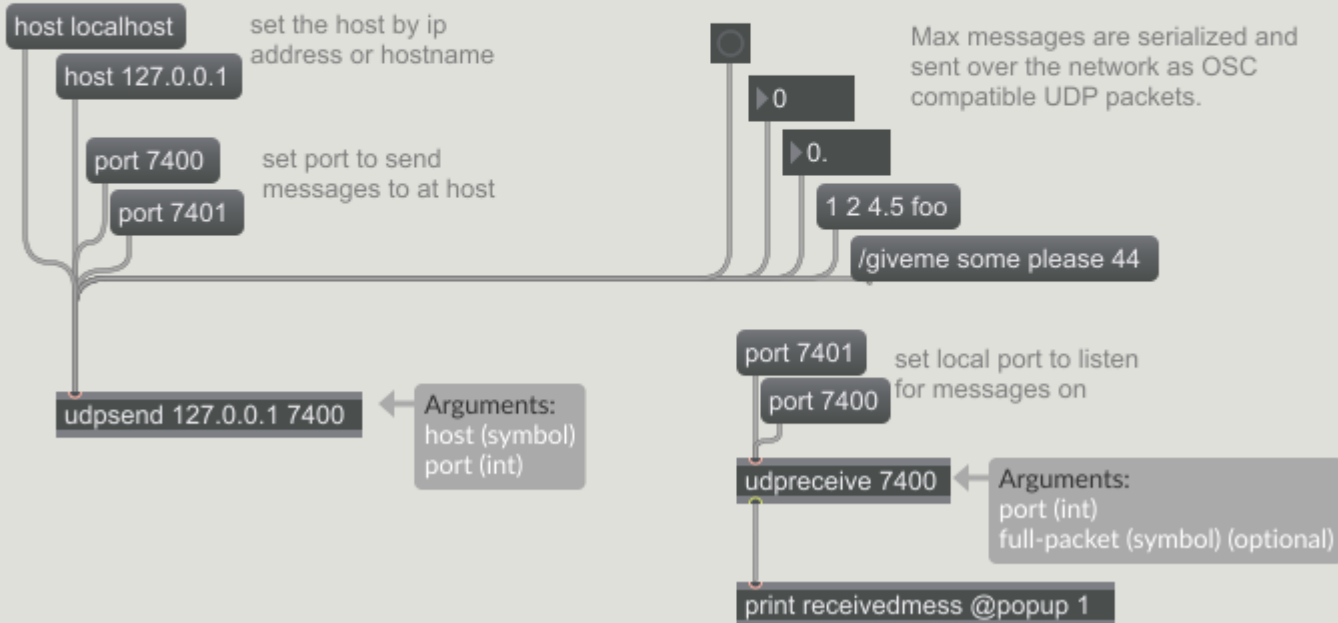 host localhost
set the host by ip
address or hostname
host 127.0.0.1
port 7400
set port to send
messages to at host
port 7401
0
0.
1 2 4.5 foo
/giveme some please 44
Max messages are serialized and
sent over the network as OSC
compatible UDP packets.
udpsend 127.0.0.1 7400
Arguments:
host (symbol)
port (int)
port 7401
set local port to listen
for messages on
port 7400
udpreceive 7400
Arguments:
port (int)
full-packet (symbol) (optional)
print receivedmess @popup 1